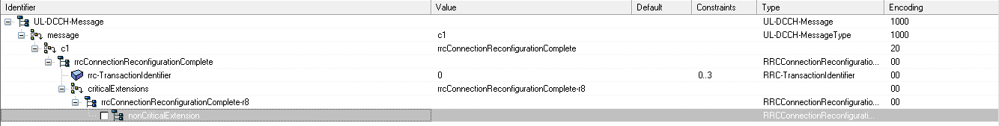 Identifier Value Default Constraints Type Encoding
UL-DCCH-Message UL-DCCH-Message 1000
message c1 UL-DCCH-MessageType 1000
c1 rrcConnectionReconfigurationComplete 20
rrcConnectionReconfigurationComplete RRCConnectionReconfiguratio... 00
rrc-TransactionIdentifier 0 0..3 RRC-TransactionIdentifier 00
criticalExtensions rrcConnectionReconfigurationComplete-r8 00
rrcConnectionReconfigurationComplete-r8 RRCConnectionReconfiguratio... 00
nonCriticalExtension RRCConnectionReconfigurati...